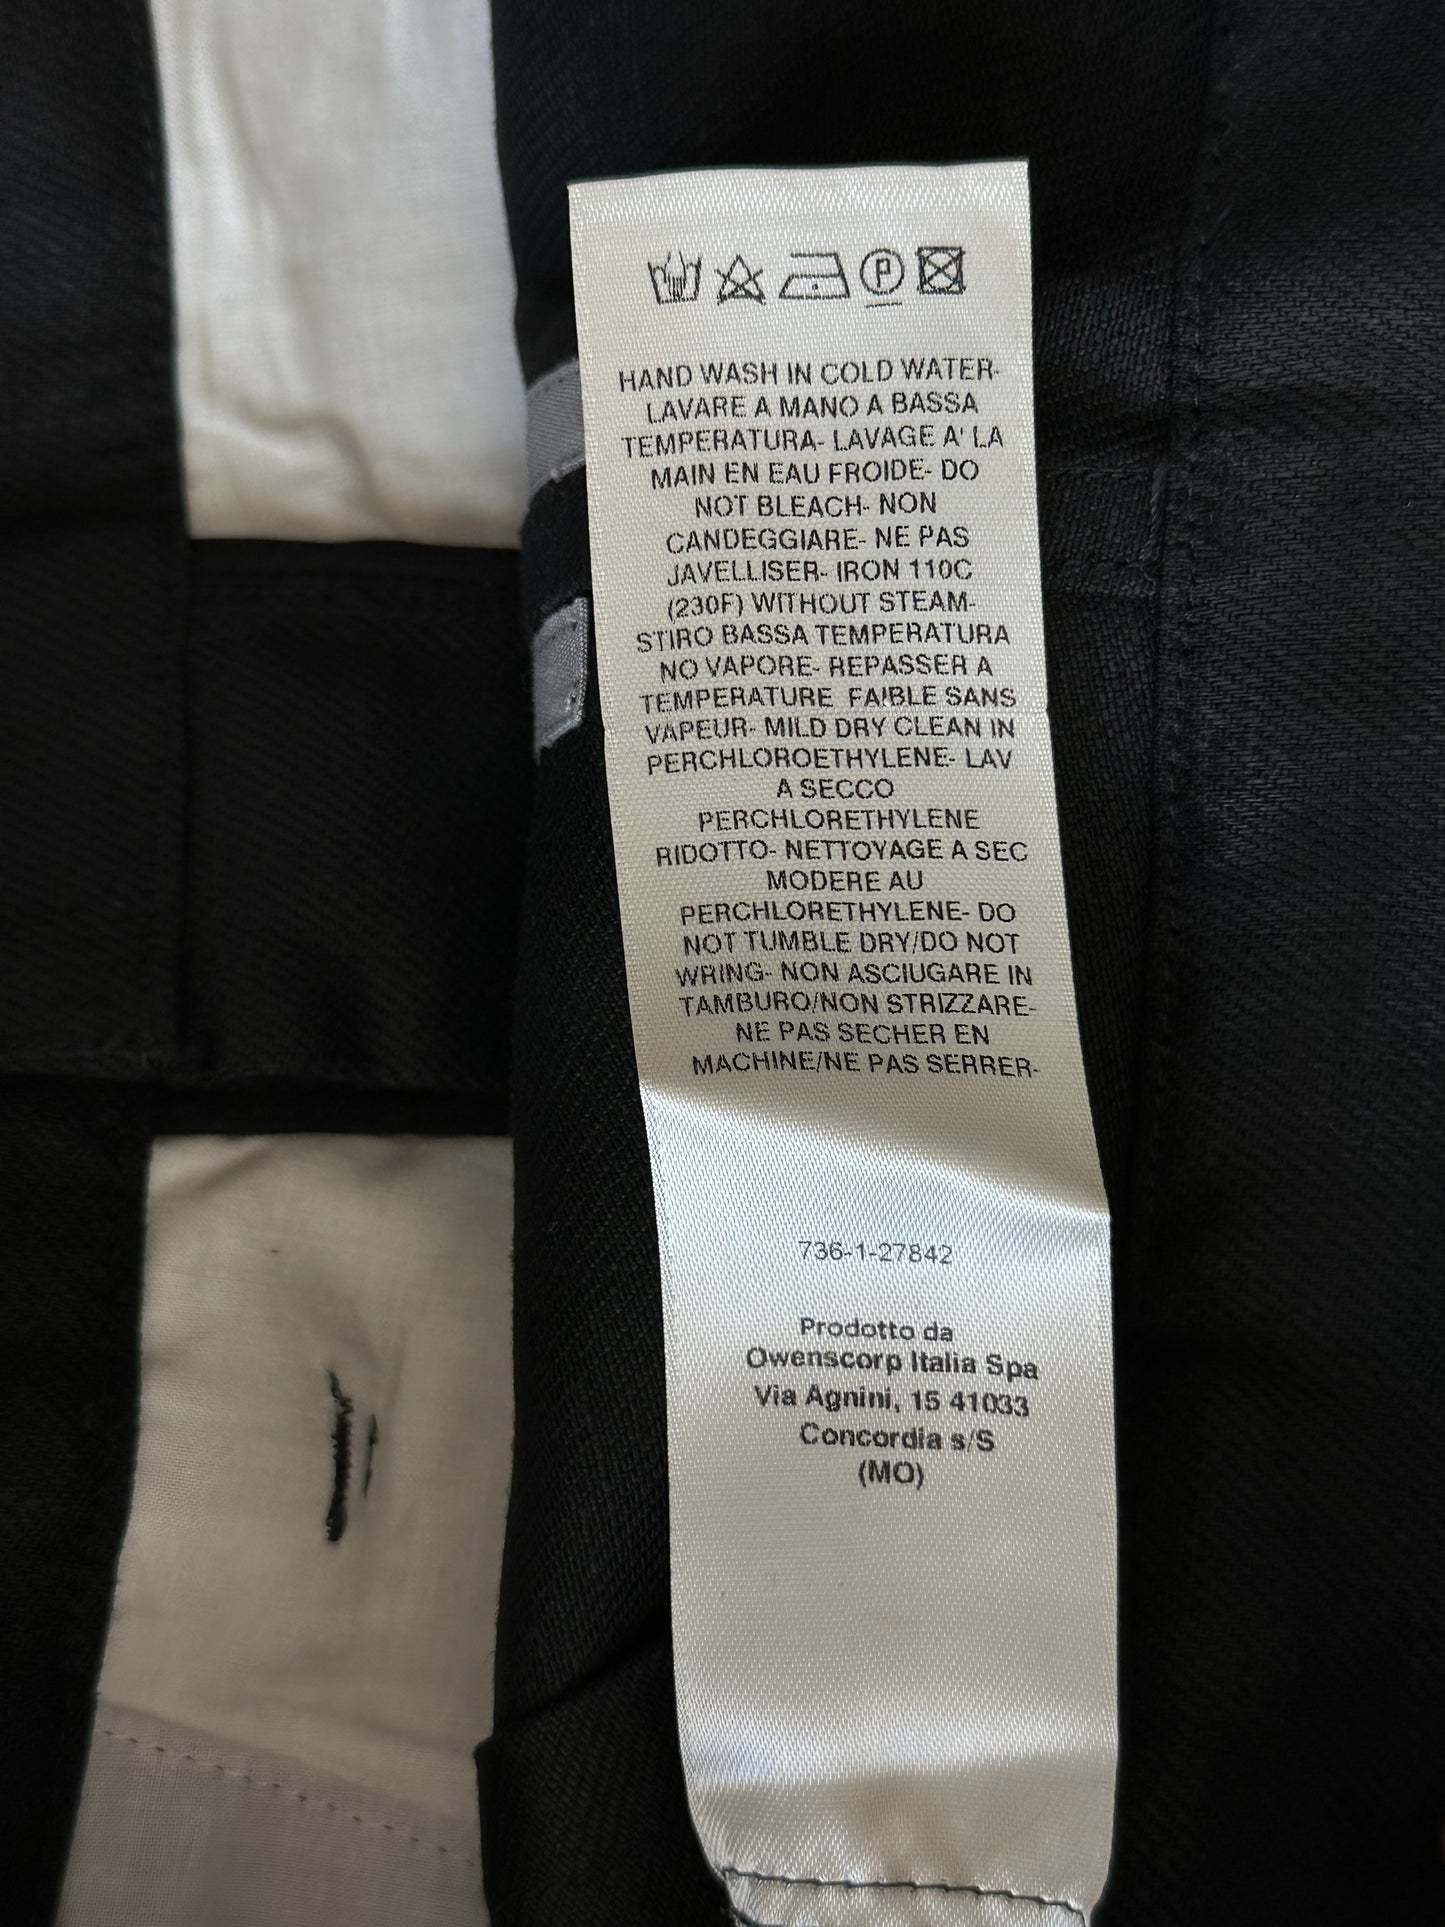 HAND WASH IN COLD WATER-
LAVARE A MANO A BASSA
TEMPERATURA- LAVAGE A' LA
MAIN EN EAU FROIDE- DO
NOT BLEACH- NON
CANDEGGIARE- NE PAS
JAVELLISER- IRON 110C
(230F) WITHOUT STEAM-
STIRO BASSA TEMPERATURA
NO VAPORE- REPASSER A
TEMPERATURE FAIBLE SANS
VAPEUR- MILD DRY CLEAN IN
PERCHLOROETHYLENE- LAV
A SECCO
PERCHLORETHYLENE
RIDOTTO- NETTOYAGE A SEC
MODERE AU
PERCHLORETHYLENE- DO
NOT TUMBLE DRY/DO NOT
WRING- NON ASCIUGARE IN
TAMBURO/NON STRIZZARE-
NE PAS SECHER EN
MACHINE/NE PAS SERRER-
736-1-27842
Prodotto da
Owenscorp Italia Spa
Via Agnini, 15 41033
Concordia s/S
(MO)